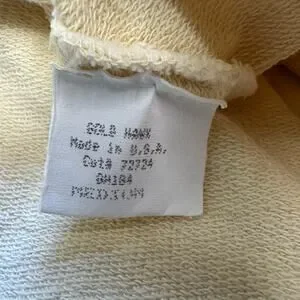 GOLD HAWK
Made in U.S.A.
Cut# 72724
GH184
MEDIUM